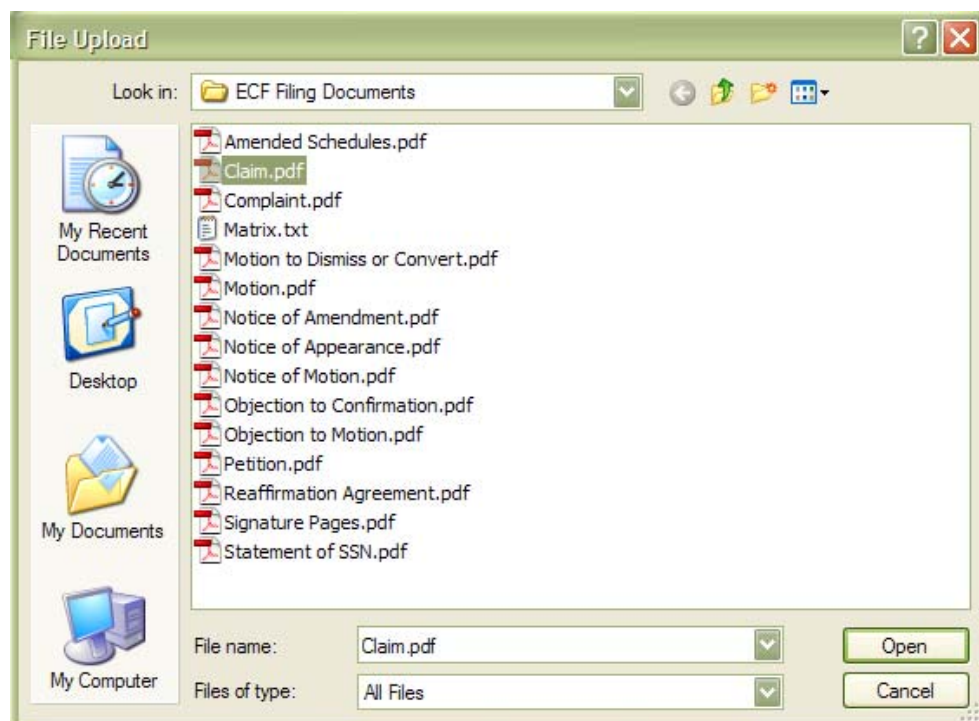 File Upload
Look in: ECF Filing Documents
My Recent Documents
Desktop
My Documents
My Computer
Amended Schedules.pdf
Claim.pdf
Complaint.pdf
Matrix.txt
Motion to Dismiss or Convert.pdf
Motion.pdf
Notice of Amendment.pdf
Notice of Appearance.pdf
Notice of Motion.pdf
Objection to Confirmation.pdf
Objection to Motion.pdf
Petition.pdf
Reaffirmation Agreement.pdf
Signature Pages.pdf
Statement of SSN.pdf
File name: Claim.pdf Open
Files of type: All Files Cancel